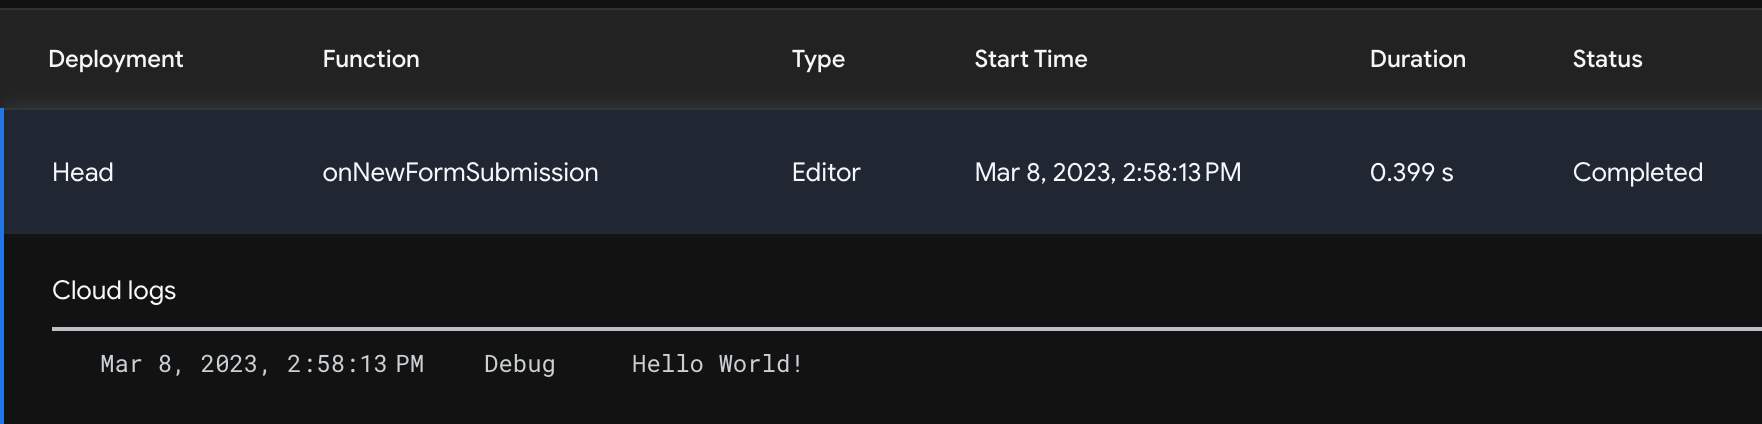 Deployment Function Type Start Time Duration Status
Head onNewFormSubmission Editor Mar 8, 2023, 2:58:13 PM 0.399 s Completed
Cloud logs
Mar 8, 2023, 2:58:13 PM Debug Hello World!